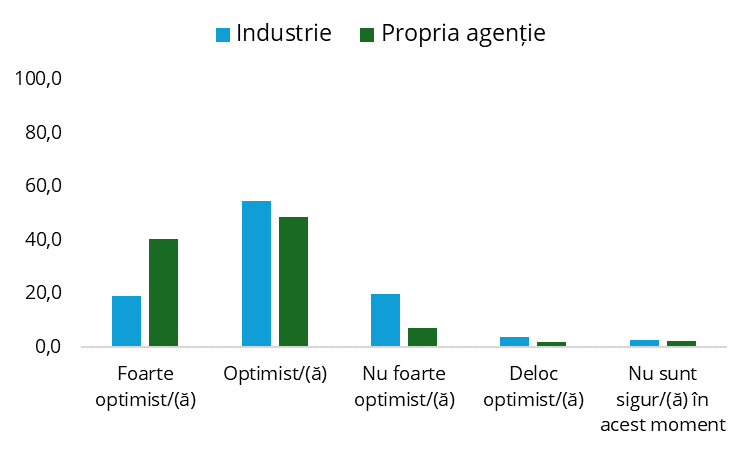 Industrie Propria agenție
100,0
80,0
60,0
40,0
20,0
0,0
Foarte
optimist/(ă)
Optimist/(ă)
Nu foarte
optimist/(ă)
Deloc
optimist/(ă)
Nu sunt
sigur/(ă) în
acest moment